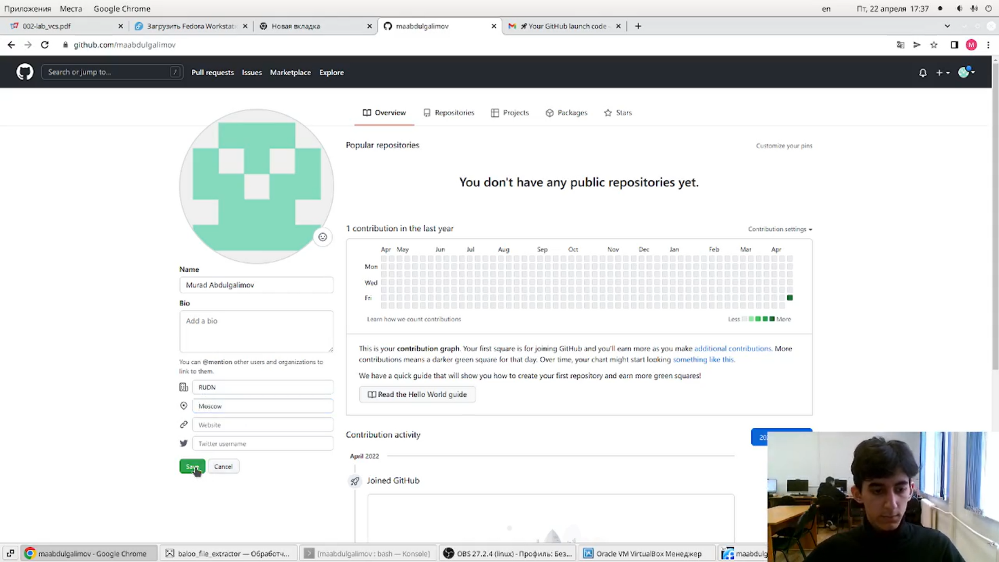 Приложения Места Google Chrome en Пт, 22 апреля 17:37
002-lab_vcs.pdf Загрузить Fedora Workstat Новая вкладка maabdulgalimov 🚀 Your GitHub launch code -
github.com/maabdulgalimov M
Search or jump to... / Pull requests Issues Marketplace Explore
Overview Repositories Projects Packages Stars
Popular repositories Customize your pins
You don't have any public repositories yet.
1 contribution in the last year Contribution settings
Apr May Jun Jul Aug Sep Oct Nov Dec Jan Feb Mar Apr
Mon
Wed
Fri
Learn how we count contributions Less More
This is your contribution graph. Your first square is for joining GitHub and you'll earn more as you make additional contributions. More
contributions means a darker green square for that day. Over time, your chart might start looking something like this.
We have a quick guide that will show you how to create your first repository and earn more green squares!
Read the Hello World guide
Contribution activity
April 2022
Joined GitHub
Name
Murad Abdulgalimov
Bio
Add a bio
You can @mention other users and organizations to
link to them.
RUDN
Moscow
Website
Twitter username
Save Cancel
maabdulgalimov - Google Chrome baloo_file_extractor — Обработч... [maabdulgalimov : bash — Konsole] OBS 27.2.4 (linux) - Профиль: Без... Oracle VM VirtualBox Менеджер maabdulg